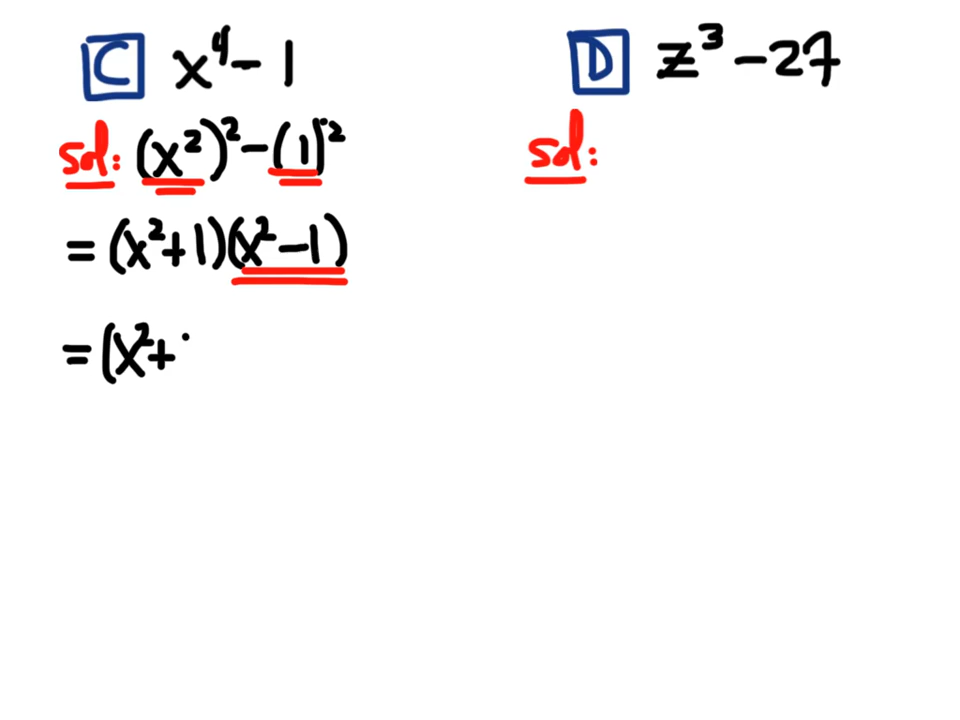 C x⁴ - 1
sol: (x²)² - (1)²
= (x²+1)(x²-1)
= (x²+
D z³ - 27
sol: